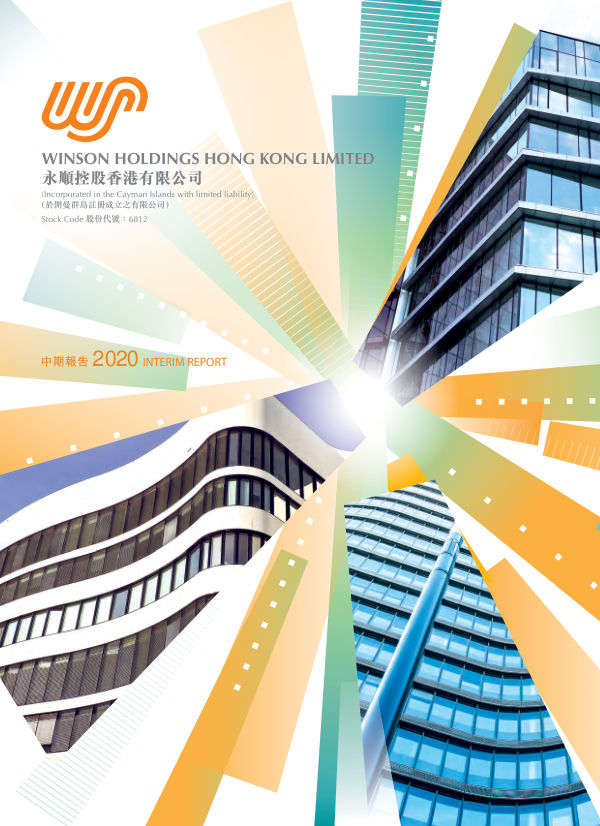 WINSON HOLDINGS HONG KONG LIMITED
永順控股香港有限公司
(Incorporated in the Cayman Islands with limited liability)
(於開曼群島註冊成立之有限公司)
Stock Code 股份代號：6812
中期報告 2020 INTERIM REPORT